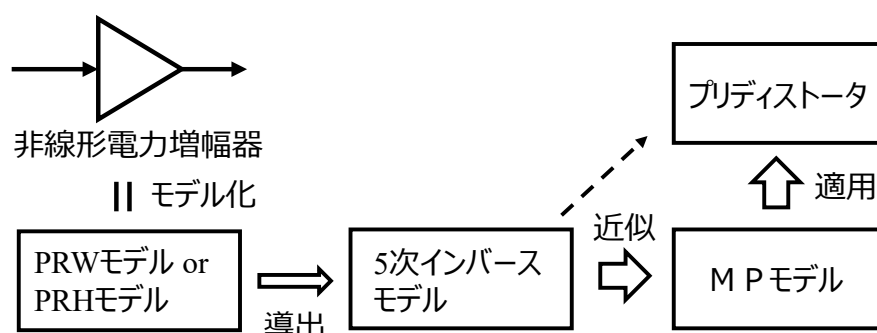 非線形電力増幅器
モデル化
PRWモデル or
PRHモデル
導出
5次インバース
モデル
近似
ＭＰモデル
適用
プリディストータ